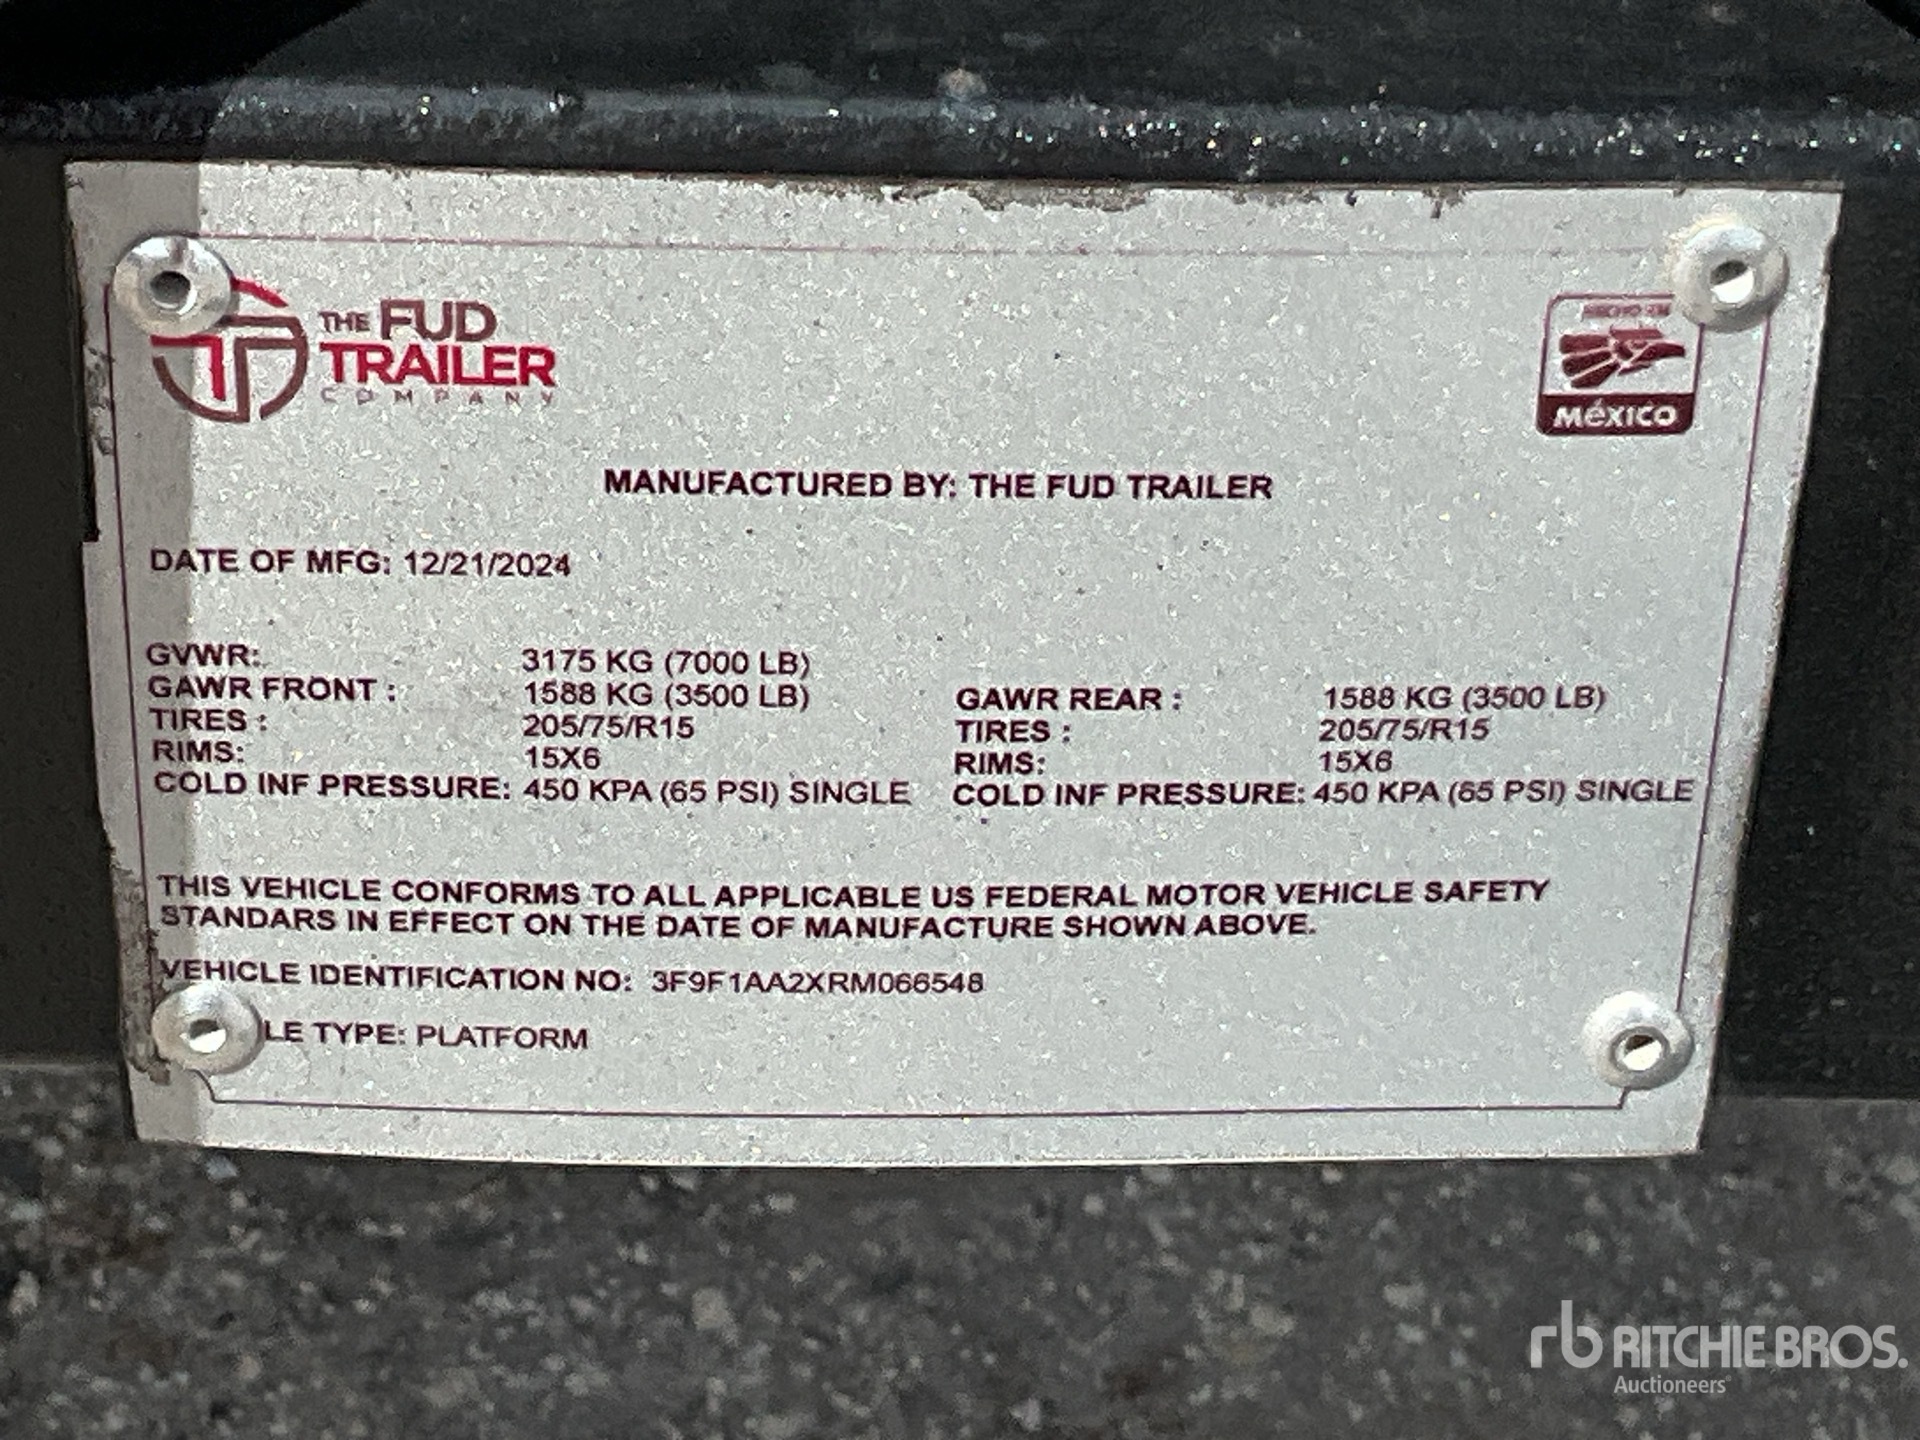 THE FUD
TRAILER
COMPANY
HECHO EN
MéXICO
MANUFACTURED BY: THE FUD TRAILER
DATE OF MFG: 12/21/2024
GVWR: 3175 KG (7000 LB)
GAWR FRONT : 1588 KG (3500 LB) GAWR REAR : 1588 KG (3500 LB)
TIRES : 205/75/R15 TIRES : 205/75/R15
RIMS: 15X6 RIMS: 15X6
COLD INF PRESSURE: 450 KPA (65 PSI) SINGLE COLD INF PRESSURE: 450 KPA (65 PSI) SINGLE
THIS VEHICLE CONFORMS TO ALL APPLICABLE US FEDERAL MOTOR VEHICLE SAFETY
STANDARS IN EFFECT ON THE DATE OF MANUFACTURE SHOWN ABOVE.
VEHICLE IDENTIFICATION NO: 3F9F1AA2XRM066548
LE TYPE: PLATFORM
rb RITCHIE BROS.
Auctioneers